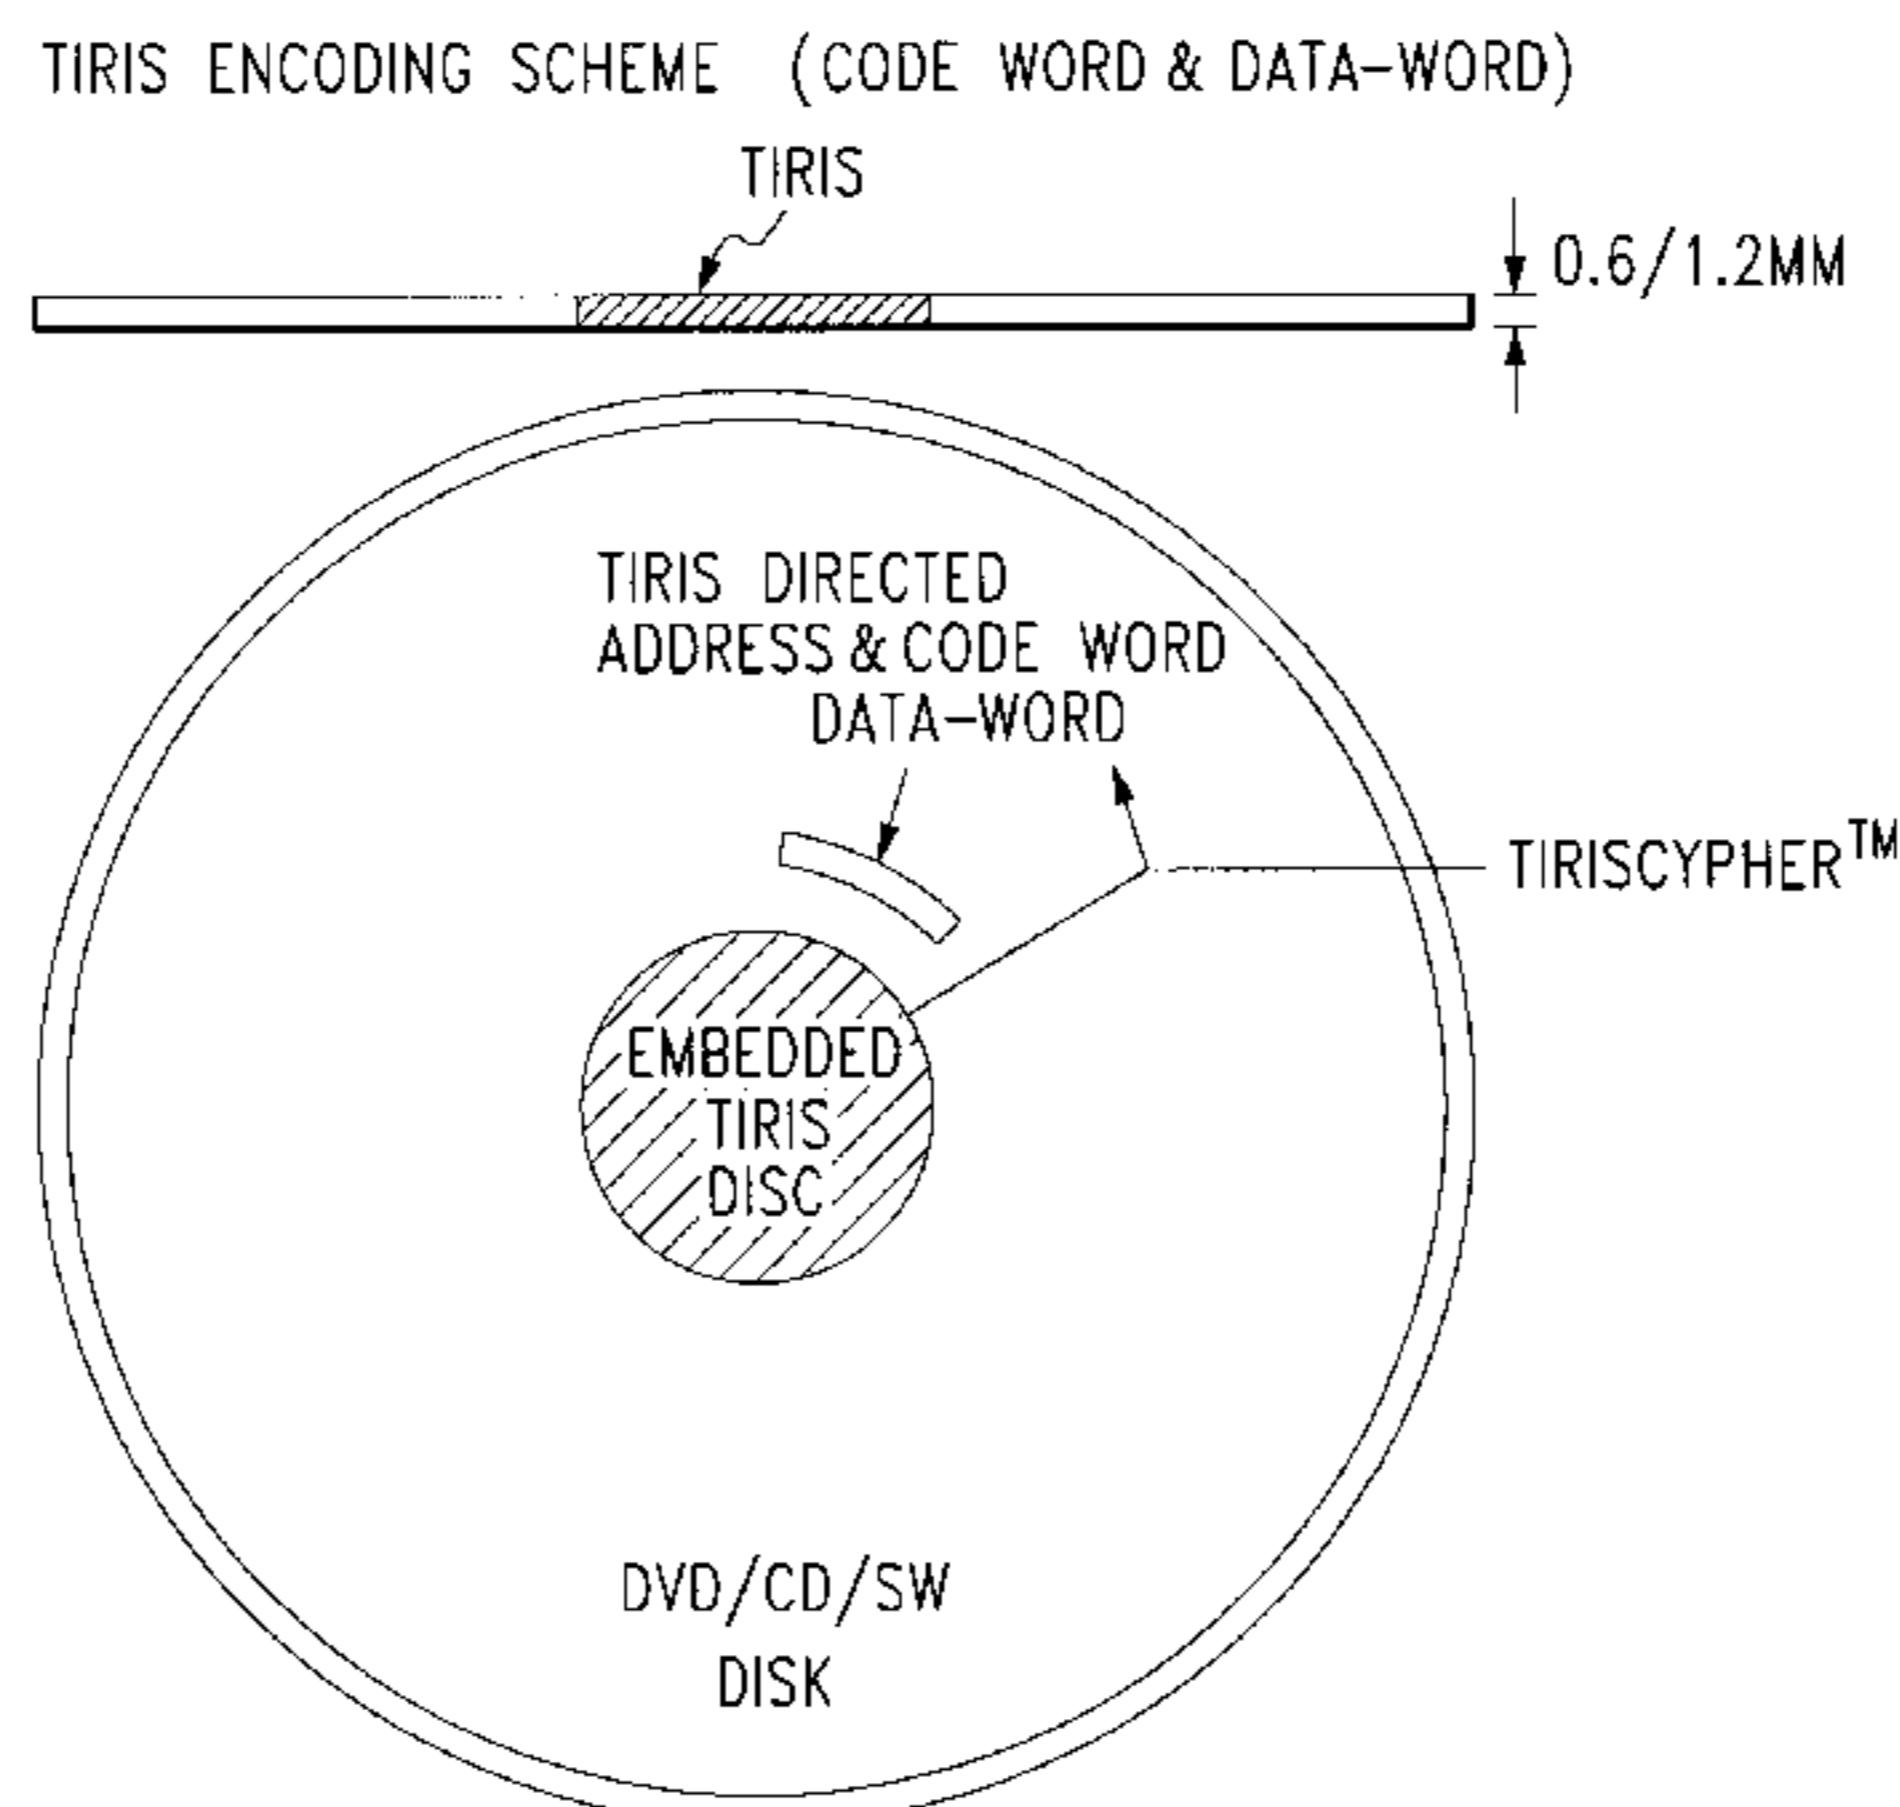 TIRIS ENCODING SCHEME (CODE WORD & DATA-WORD)
TIRIS
0.6/1.2MM
TIRIS DIRECTED
ADDRESS & CODE WORD
DATA-WORD
TIRISCYPHER™
EMBEDDED
TIRIS
DISC
DVD/CD/SW
DISK